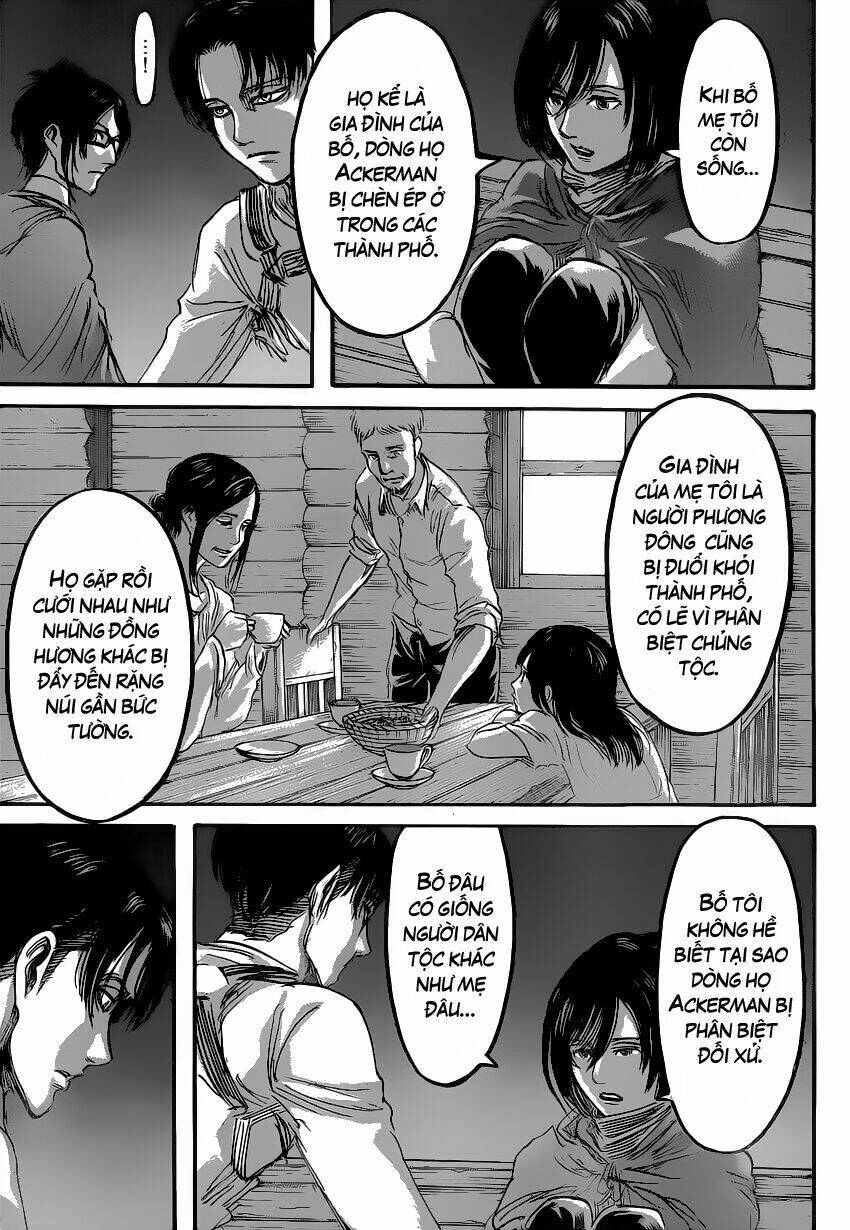 KHI BỐ
MẸ TÔI
CÒN
SỐNG...
HỌ KỂ LÀ
GIA ĐÌNH CỦA
BỐ, DÒNG HỌ
ACKERMAN
BỊ CHÈN ÉP Ở
TRONG CÁC
THÀNH PHỐ.
...!
GIA ĐÌNH
CỦA MẸ TÔI LÀ
NGƯỜI PHƯƠNG
ĐÔNG CŨNG
BỊ ĐUỔI KHỎI
THÀNH PHỐ,
CÓ LẼ VÌ PHÂN
BIỆT CHỦNG
TỘC.
HỌ GẶP RỒI
CƯỚI NHAU NHƯ
NHỮNG ĐỒNG
HƯƠNG KHÁC BỊ
ĐẨY ĐẾN RẶNG
NÚI GẦN BỨC
TƯỜNG.
BỐ TÔI
KHÔNG HỀ
BIẾT TẠI SAO
DÒNG HỌ
ACKERMAN BỊ
PHÂN BIỆT
ĐỐI XỬ.
BỐ ĐÂU
CÓ GIỐNG
NGƯỜI DÂN
TỘC KHÁC
NHƯ MẸ
ĐÂU...